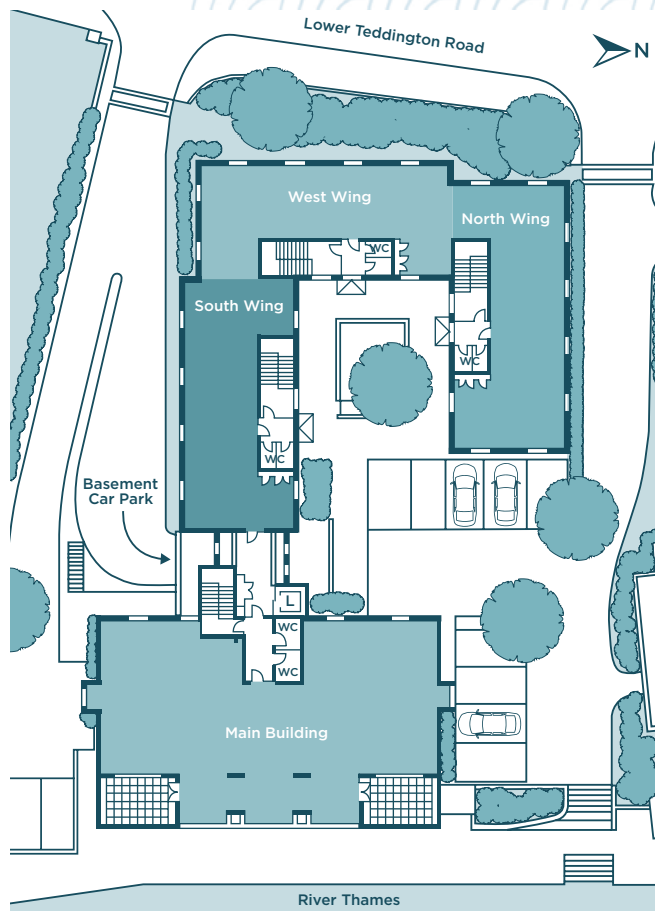 Lower Teddington Road
N
West Wing
WC
North Wing
South Wing
WC
WC
Basement
Car Park
L
WC
WC
Main Building
River Thames